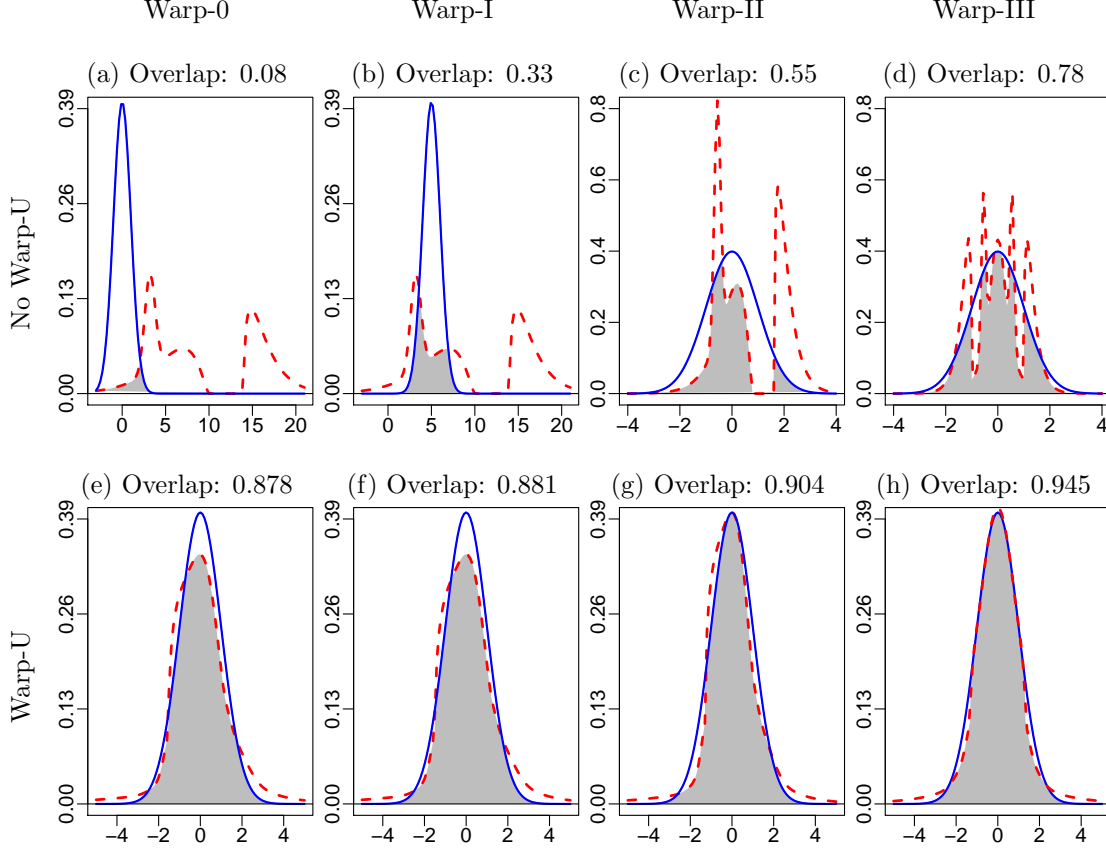 Warp-0 Warp-I Warp-II Warp-III
No Warp-U
(a) Overlap: 0.08
0.39
0.26
0.13
0.00
0 5 10 15 20
(b) Overlap: 0.33
0.39
0.26
0.13
0.00
0 5 10 15 20
(c) Overlap: 0.55
0.8
0.6
0.4
0.2
0.0
−4 −2 0 2 4
(d) Overlap: 0.78
0.8
0.6
0.4
0.2
0.0
−4 −2 0 2 4
Warp-U
(e) Overlap: 0.878
0.39
0.26
0.13
0.00
−4 −2 0 2 4
(f) Overlap: 0.881
0.39
0.26
0.13
0.00
−4 −2 0 2 4
(g) Overlap: 0.904
0.39
0.26
0.13
0.00
−4 −2 0 2 4
(h) Overlap: 0.945
0.39
0.26
0.13
0.00
−4 −2 0 2 4